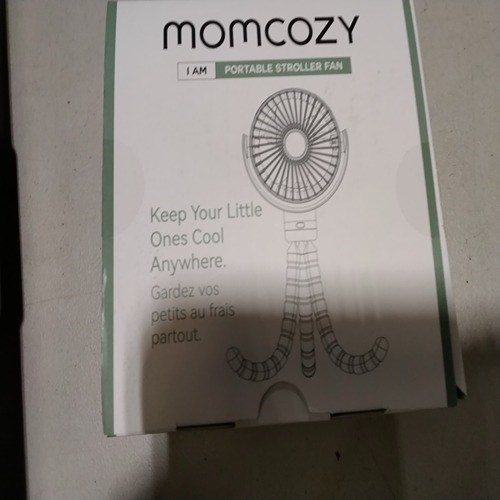 momcozy
I AM PORTABLE STROLLER FAN
Keep Your Little
Ones Cool
Anywhere.
Gardez vos
petits au frais
partout.